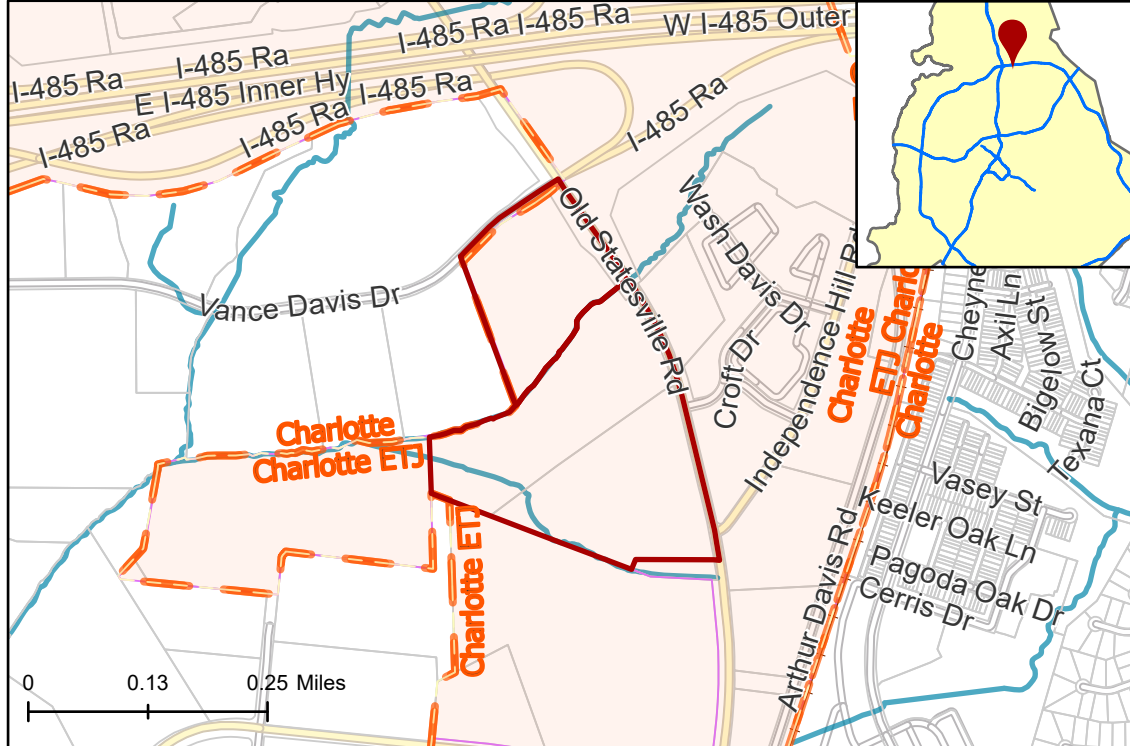 I-485 Ra
I-485 Ra
I-485 Ra
I-485 Ra
W I-485 Outer
E I-485 Inner Hy
I-485 Ra
I-485 Ra
I-485 Ra
I-485 Ra
Old Statesville Rd
Wash Davis Dr
Croft Dr
Independence Hill Rd
Vance Davis Dr
Charlotte
Charlotte ETJ
Charlotte ETJ
Charlotte
ETJ
Charlotte
Cheyne
Axil Ln
Bigelow St
Texana Ct
Vasey St
Keeler Oak Ln
Pagoda Oak Dr
Cerris Dr
Arthur Davis Rd
0 0.13 0.25 Miles